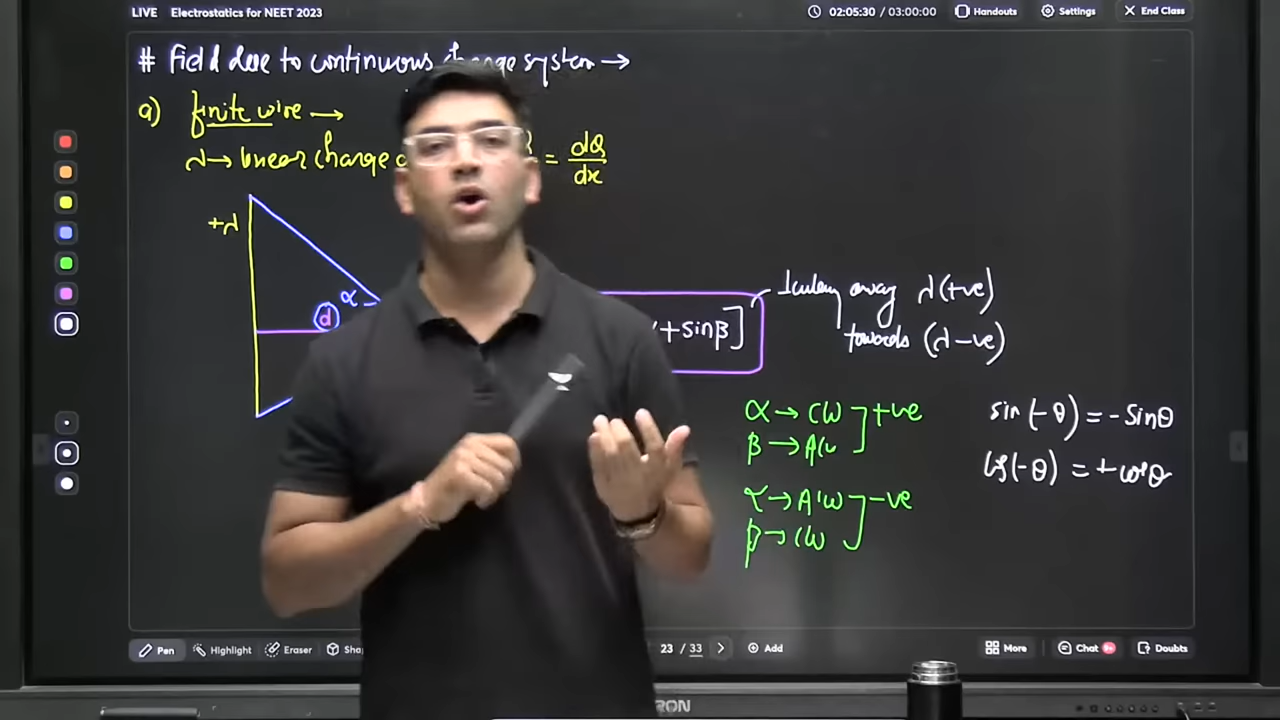 LIVE Electrostatics for NEET 2023 02:05:30 / 03:00:00 Handouts Settings End Class
# Field due to continuous charge system →
a) finite wire →
λ → linear charge = dQ/dx
+λ
α
d
+ sinβ]
away λ(+ve)
towards (λ-ve)
α → CW ] +ve
β → A
α → ACW ] -ve
β → CW
sin(-θ) = -sinθ
cos(-θ) = +cosθ
Pen Highlight Eraser Sha 23 / 33 Add More Chat Doubts
RON